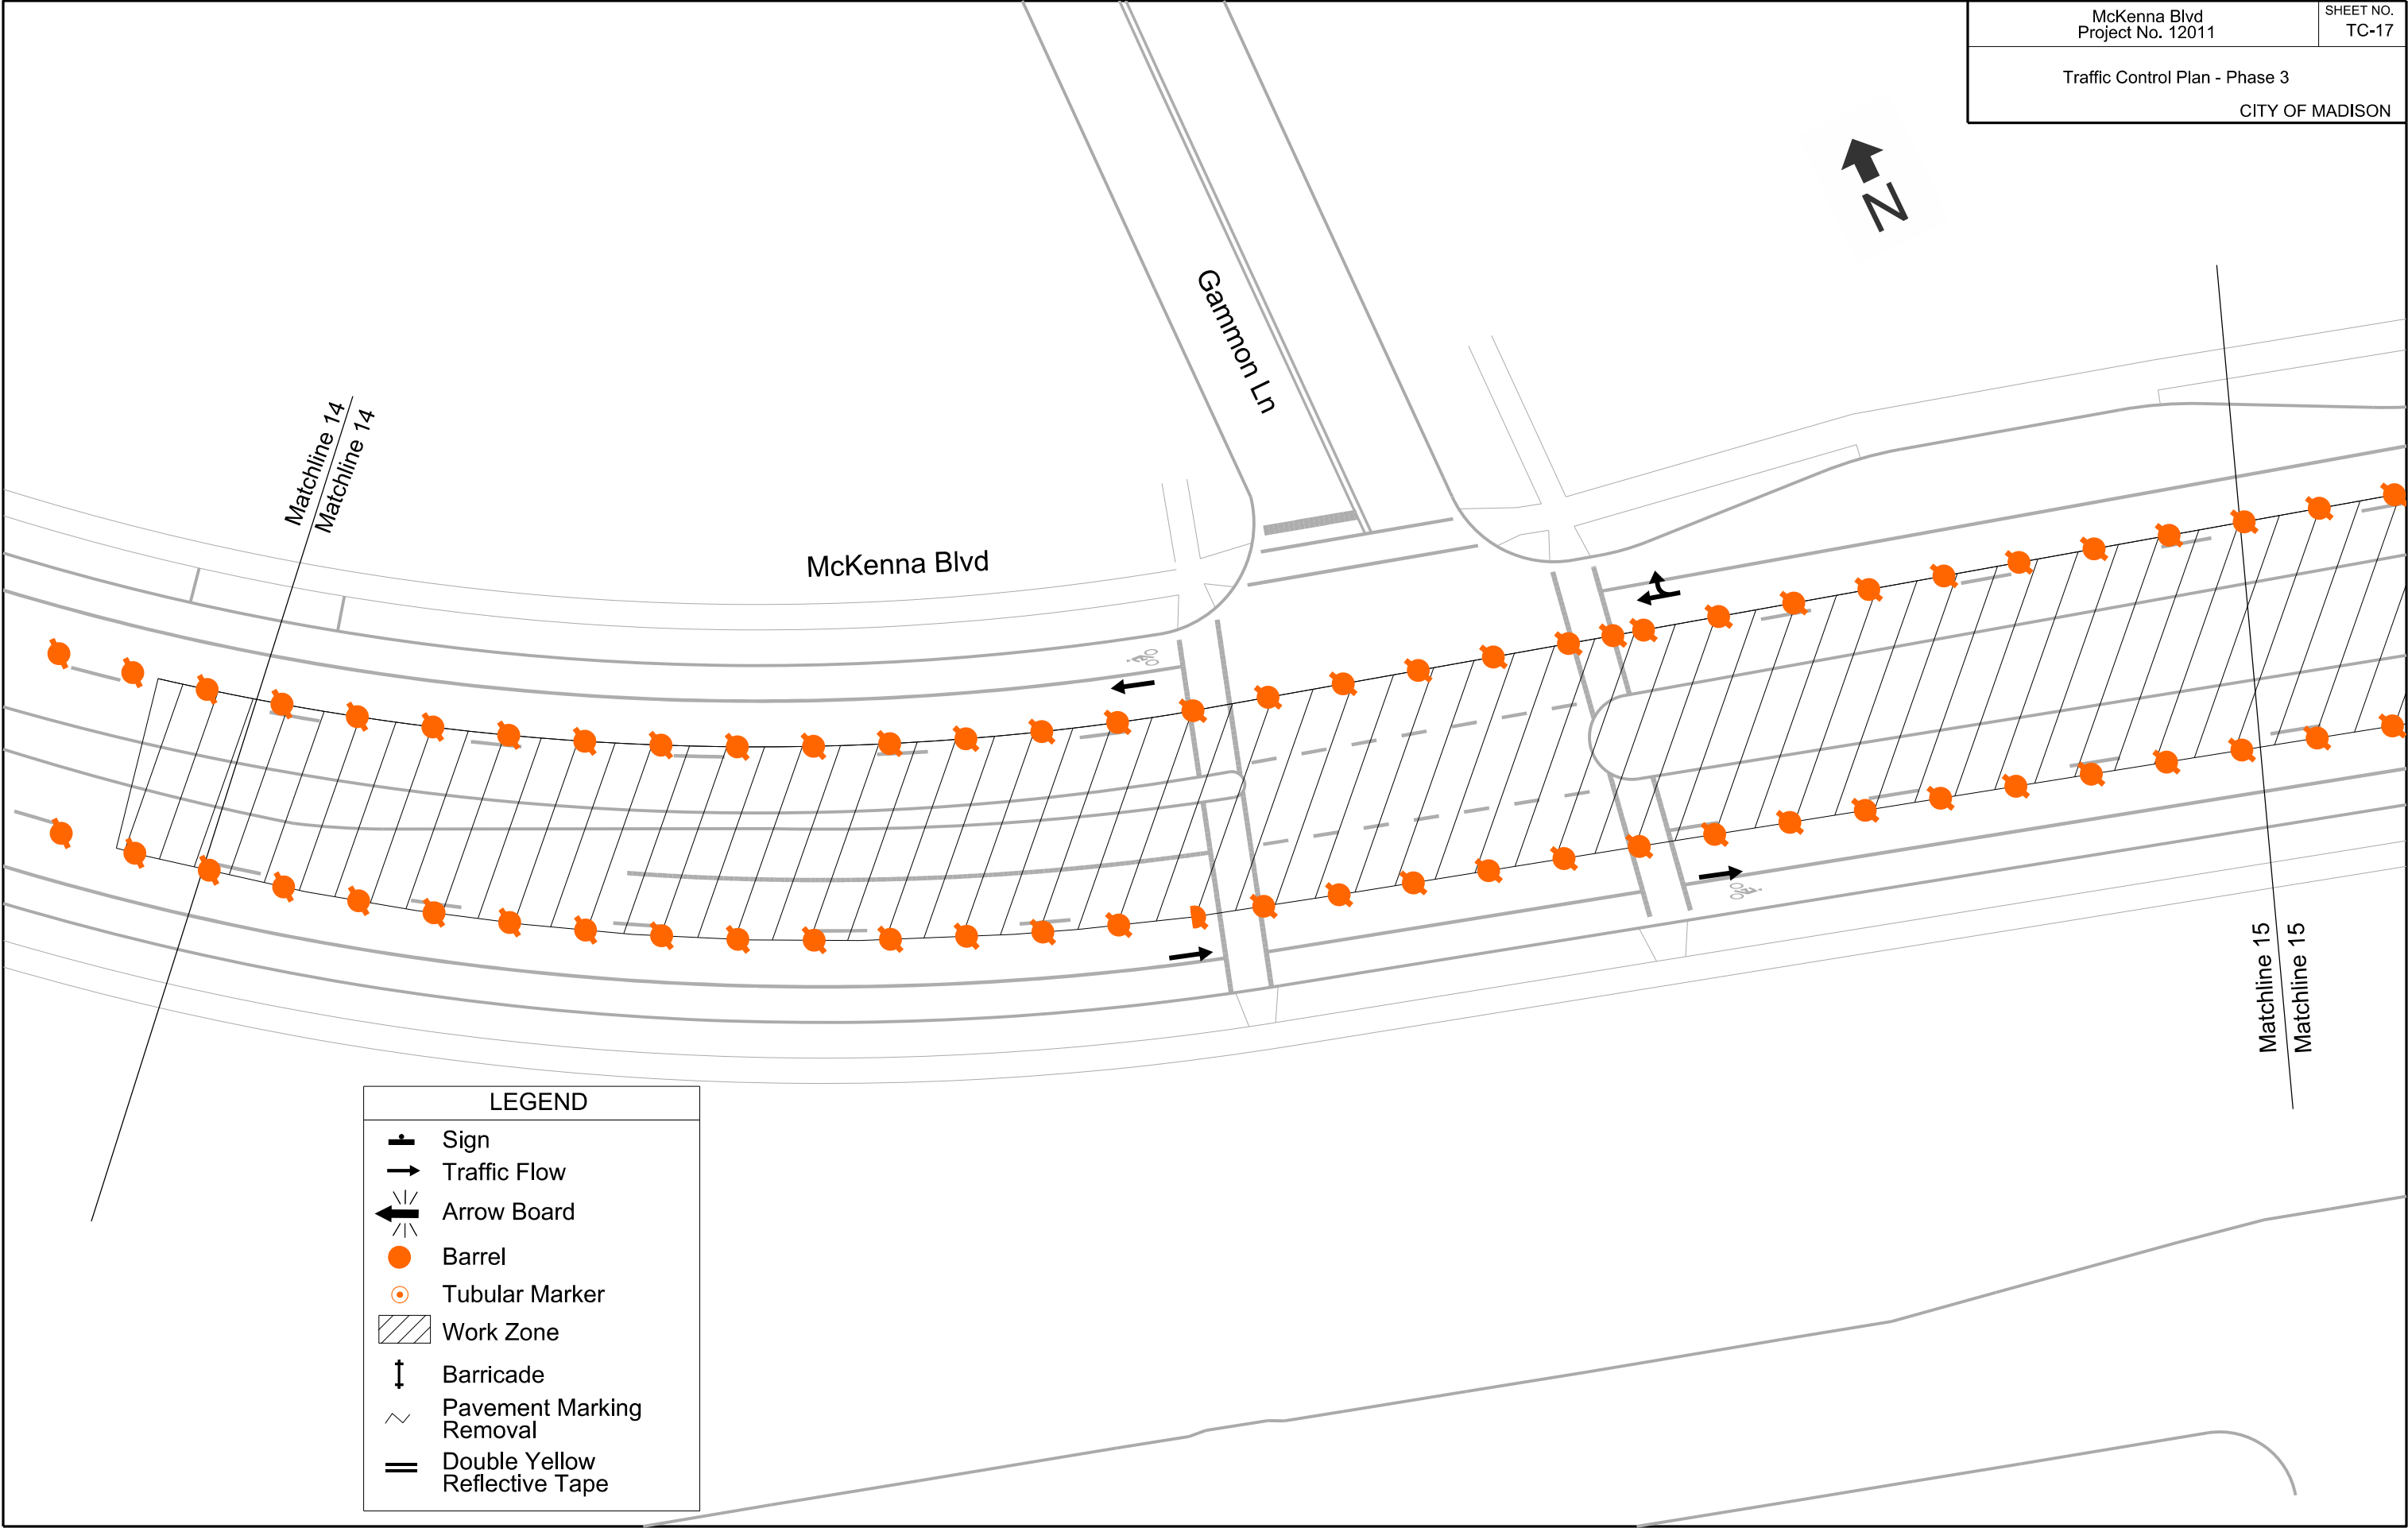 McKenna Blvd
Project No. 12011
SHEET NO.
TC-17
Traffic Control Plan - Phase 3
CITY OF MADISON
N
Gammon Ln
Matchline 14
Matchline 14
McKenna Blvd
Matchline 15
Matchline 15
LEGEND
Sign
Traffic Flow
Arrow Board
Barrel
Tubular Marker
Work Zone
Barricade
Pavement Marking
Removal
Double Yellow
Reflective Tape